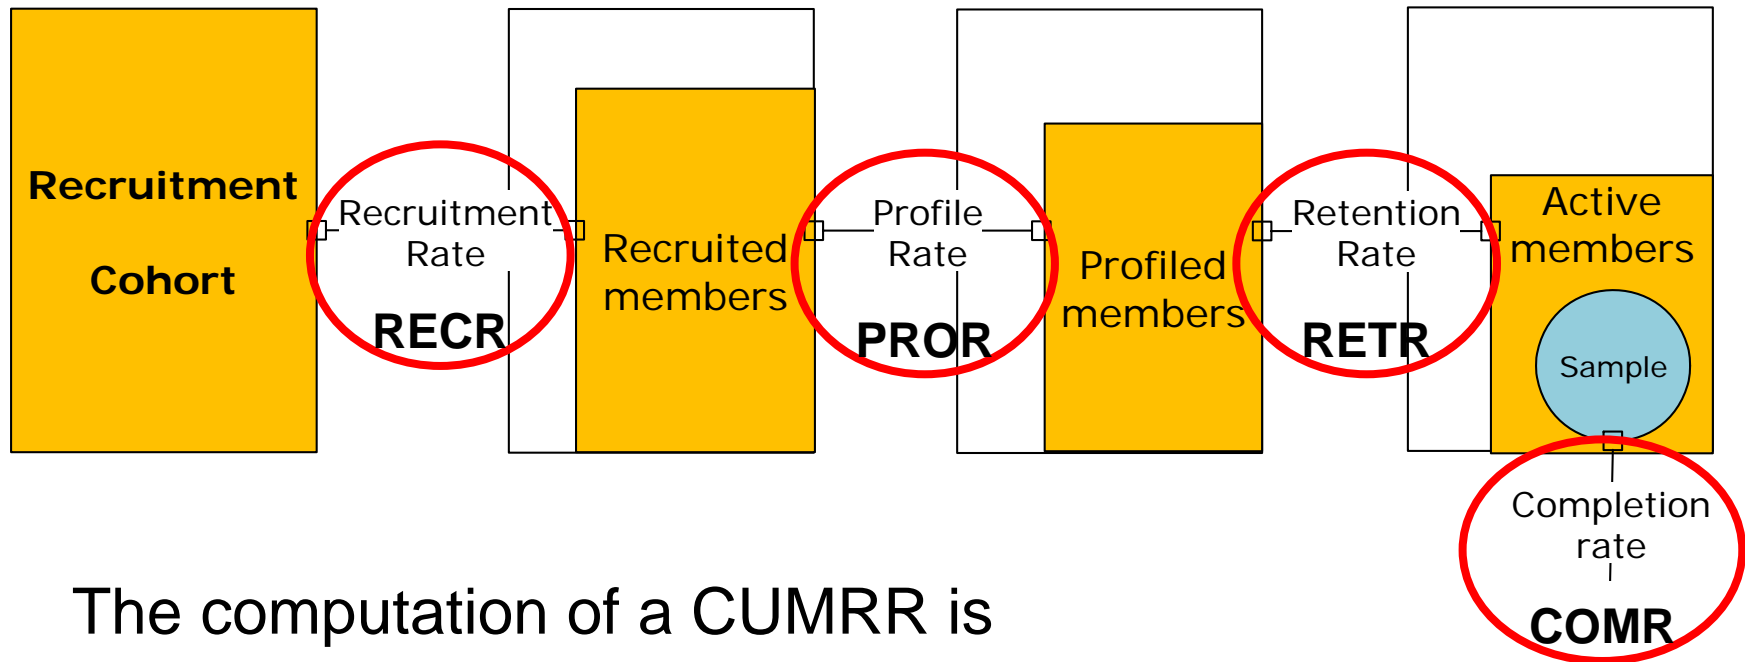 Recruitment
Cohort
Recruitment
Rate
RECR
Recruited
members
Profile
Rate
PROR
Profiled
members
Retention
Rate
RETR
Active
members
Sample
Completion
rate
COMR
The computation of a CUMRR is